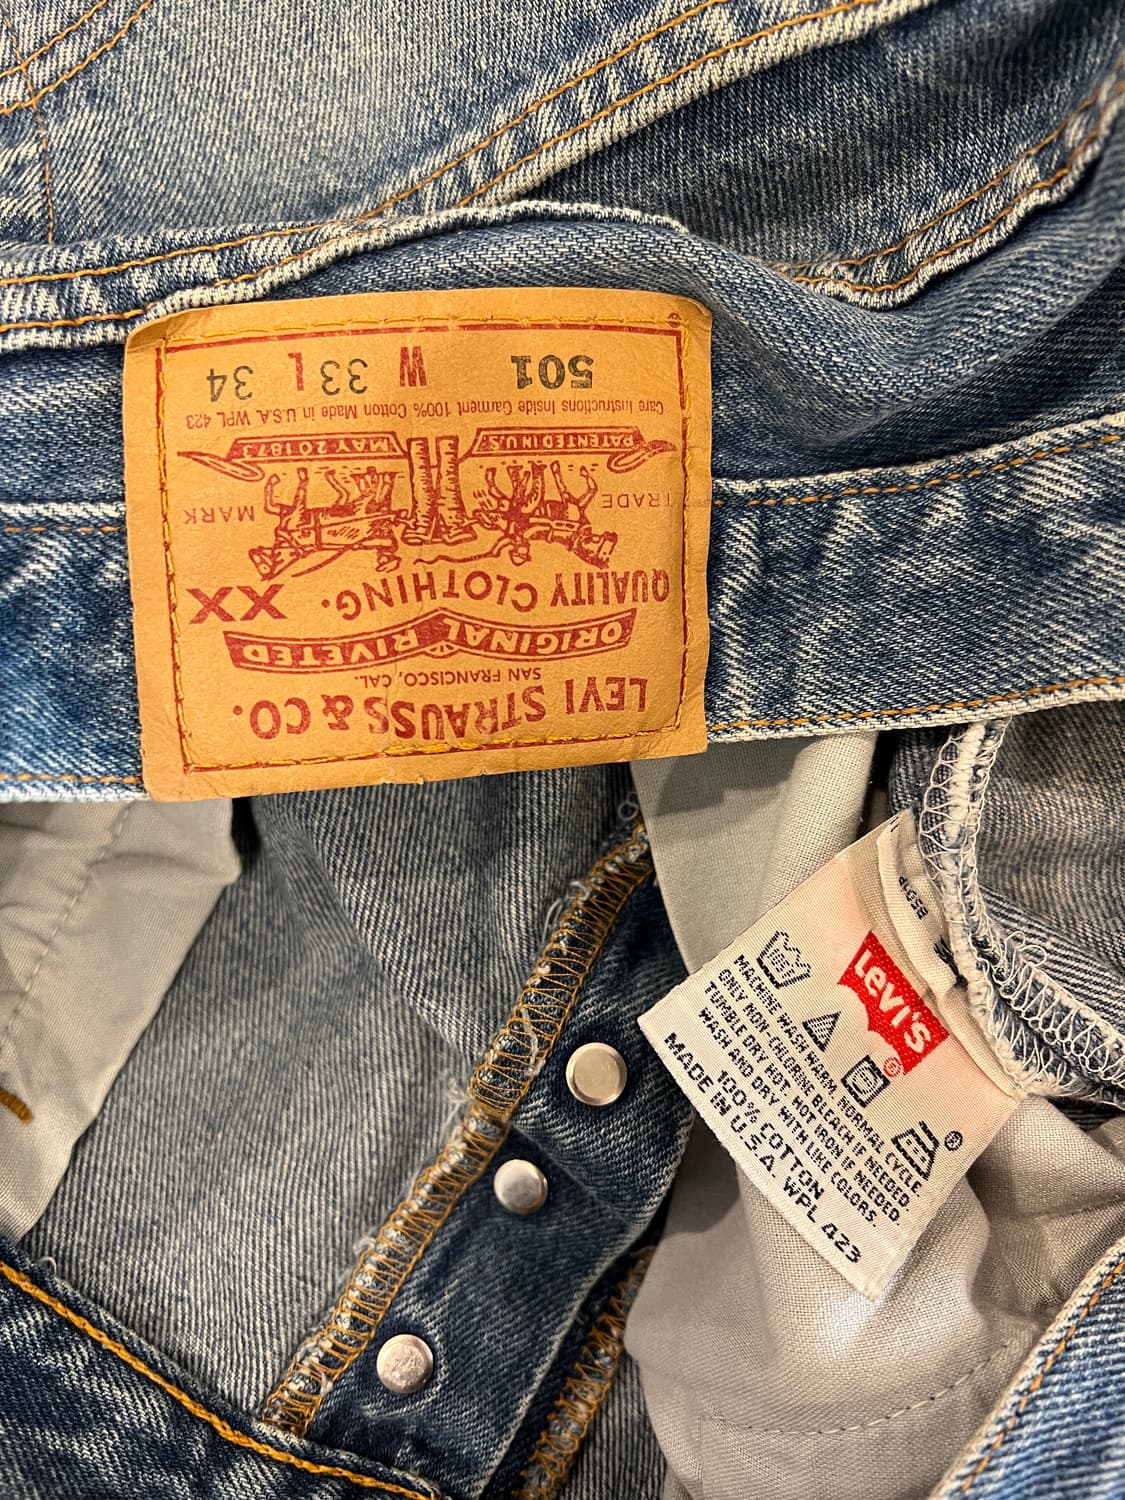 LEVI STRAUSS & CO.
SAN FRANCISCO, CAL.
ORIGINAL RIVETED
QUALITY CLOTHING. XX
TRADE MARK
PATENTED IN U.S. MAY 20 1873
Care Instructions Inside Garment 100% Cotton Made in U.S.A. WPL 423
501 W 33 L 34
Levi's ®
MACHINE WASH WARM. NORMAL CYCLE.
ONLY NON-CHLORINE BLEACH IF NEEDED.
TUMBLE DRY HOT. HOT IRON IF NEEDED.
WASH AND DRY WITH LIKE COLORS.
100% COTTON
MADE IN U.S.A. WPL 423